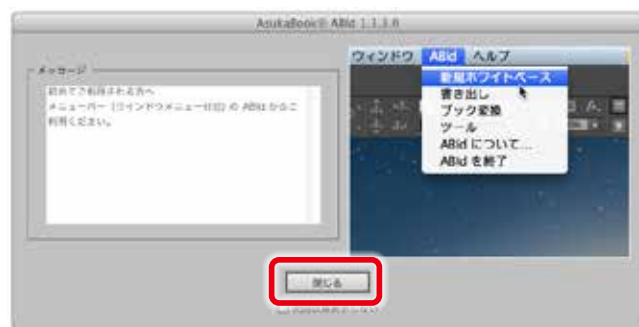 AsukaBook® ABid 1.1.3.0
メッセージ
初めてご利用される方へ
メニューバー（ウインドウメニュー付近）の ABid からご
利用ください。
ウィンドウ ABid ヘルプ
新規ホワイトベース
書き出し
ブック変換
ツール
ABid について...
ABid を終了
閉じる